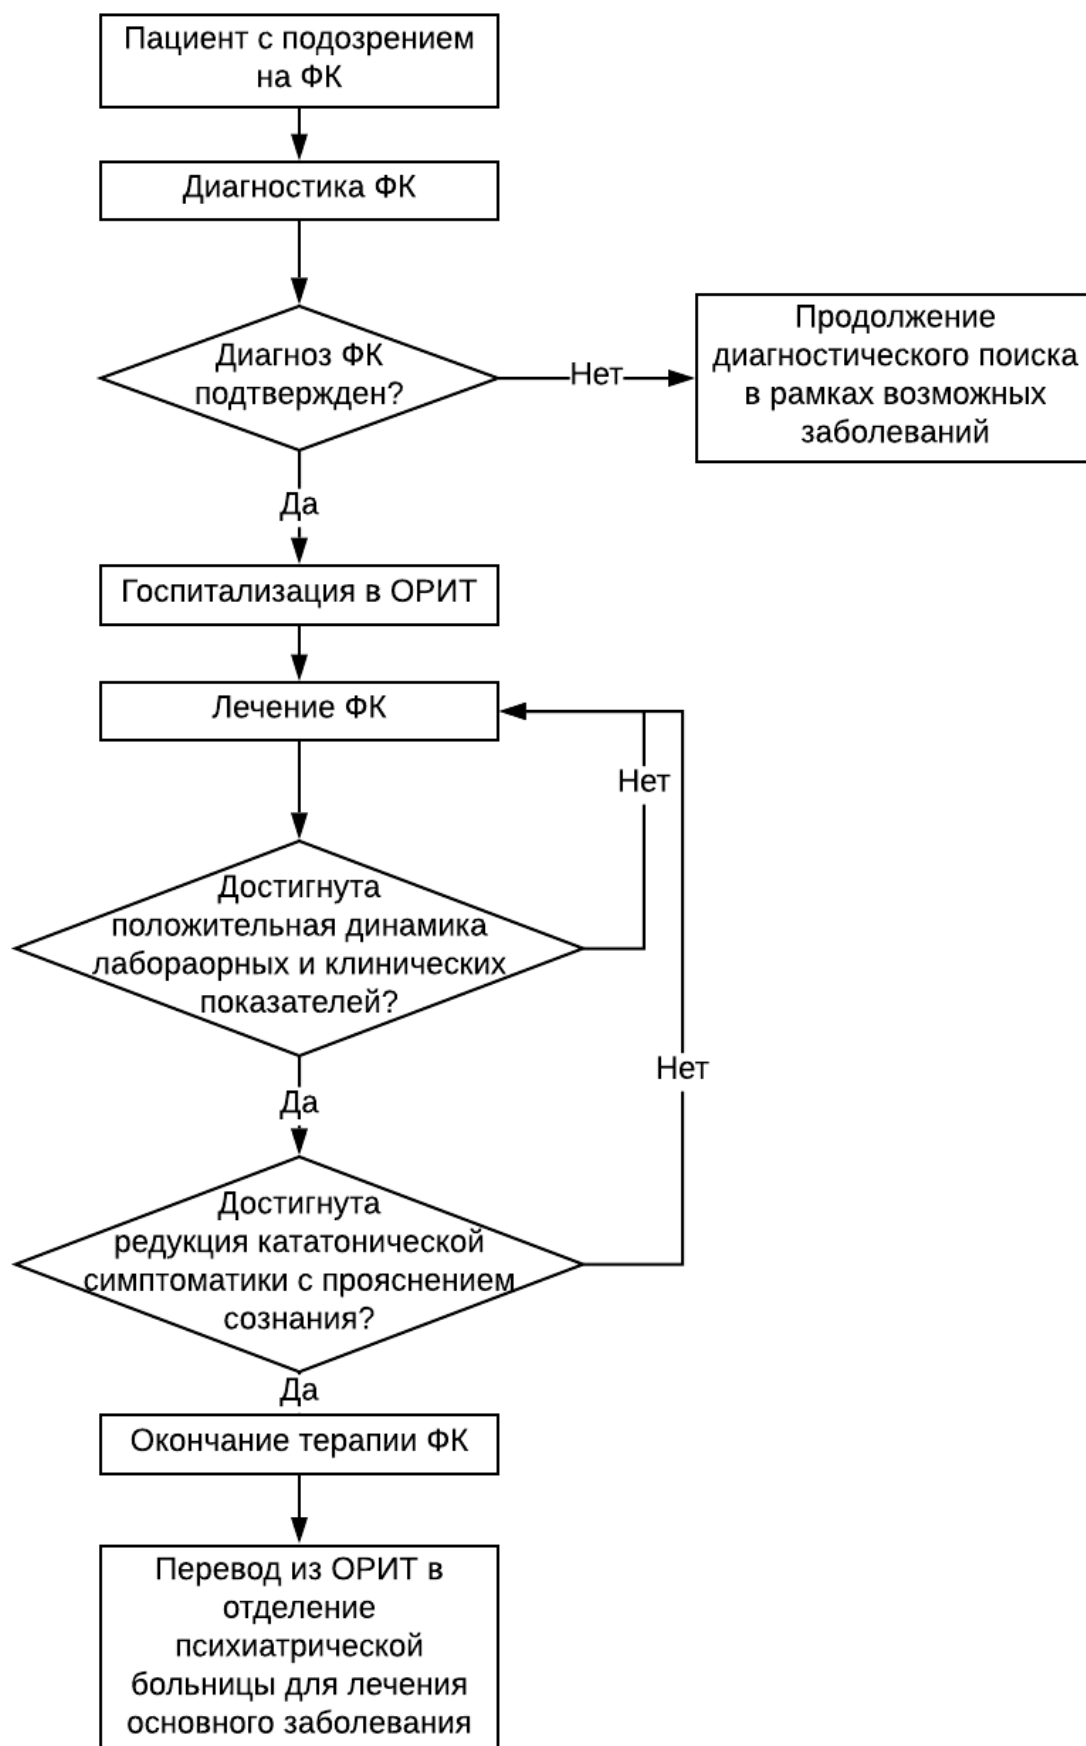 Пациент с подозрением
на ФК
Диагностика ФК
Диагноз ФК
подтвержден?
Нет
Продолжение
диагностического поиска
в рамках возможных
заболеваний
Да
Госпитализация в ОРИТ
Лечение ФК
Нет
Достигнута
положительная динамика
лабораорных и клинических
показателей?
Нет
Да
Достигнута
редукция кататонической
симптоматики с прояснением
сознания?
Да
Окончание терапии ФК
Перевод из ОРИТ в
отделение
психиатрической
больницы для лечения
основного заболевания